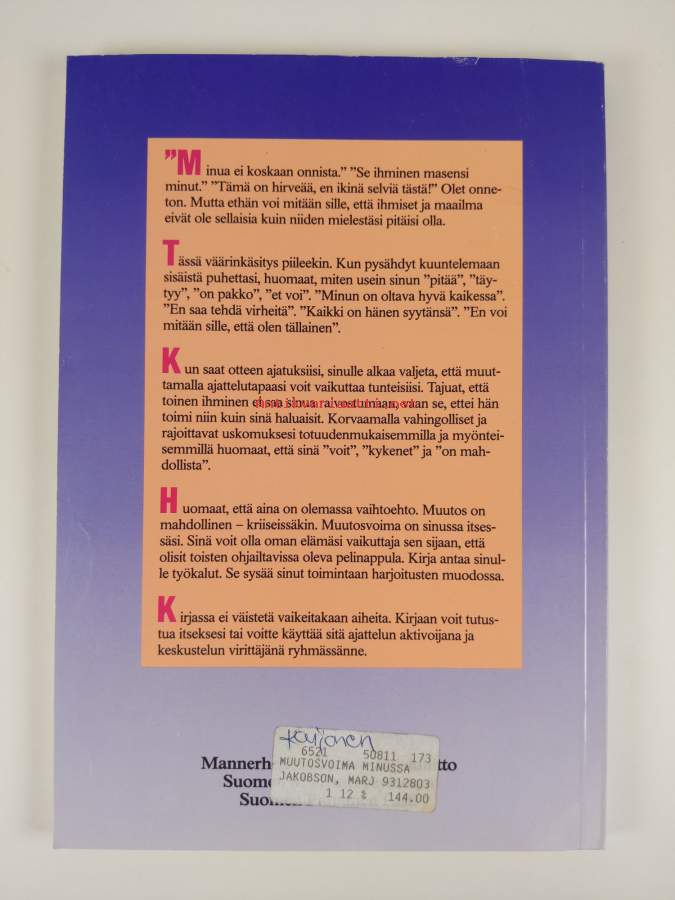 ”Minua ei koskaan onnista.” ”Se ihminen masensi
minut.” ”Tämä on hirveää, en ikinä selviä tästä!” Olet onne-
ton. Mutta ethän voi mitään sille, että ihmiset ja maailma
eivät ole sellaisia kuin niiden mielestäsi pitäisi olla.
Tässä väärinkäsitys piileekin. Kun pysähdyt kuuntelemaan
sisäistä puhettasi, huomaat, miten usein sinun ”pitää”, ”täy-
tyy”, ”on pakko”, ”et voi”. ”Minun on oltava hyvä kaikessa”.
”En saa tehdä virheitä”. ”Kaikki on hänen syytänsä”. ”En voi
mitään sille, että olen tällainen”.
Kun saat otteen ajatuksiisi, sinulle alkaa valjeta, että muut-
tamalla ajattelutapaasi voit vaikuttaa tunteisiisi. Tajuat, että
toinen ihminen ei saa sinua raivostumaan, vaan se, ettei hän
toimi niin kuin sinä haluaisit. Korvaamalla vahingolliset ja
rajoittavat uskomuksesi totuudenmukaisemmilla ja myöntei-
semmillä huomaat, että sinä ”voit”, ”kykenet” ja ”on mah-
dollista”.
Huomaat, että aina on olemassa vaihtoehto. Muutos on
mahdollinen – kriiseissäkin. Muutosvoima on sinussa itses-
säsi. Sinä voit olla oman elämäsi vaikuttaja sen sijaan, että
olisit toisten ohjailtavissa oleva pelinappula. Kirja antaa sinul-
le työkalut. Se sysää sinut toimintaan harjoitusten muodossa.
Kirjassa ei väistetä vaikeitakaan aiheita. Kirjaan voit tutus-
tua itseksesi tai voitte käyttää sitä ajattelun aktivoijana ja
keskustelun virittäjänä ryhmässänne.
6521 50811 173
MUUTOSVOIMA MINUSSA
JAKOBSON, MARJ 9312803
1 12 % 144.00